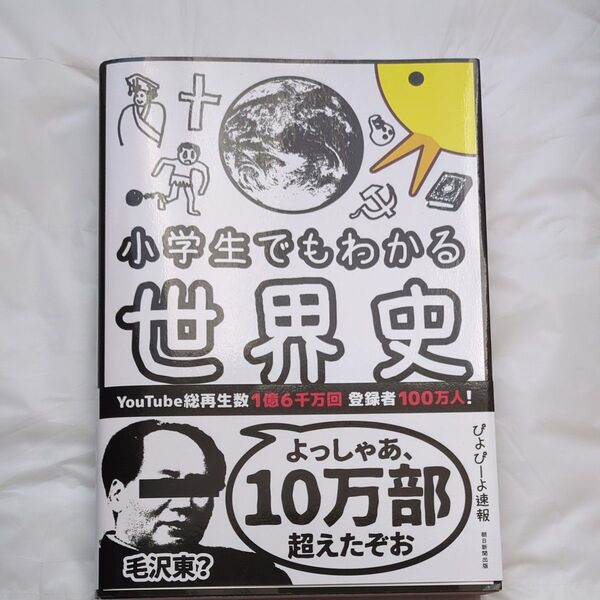 小学生でもわかる
世界史
YouTube総再生数1億6千万回 登録者100万人!
よっしゃあ、
10万部
超えたぞお
毛沢東?
ぴよぴーよ速報
朝日新聞出版